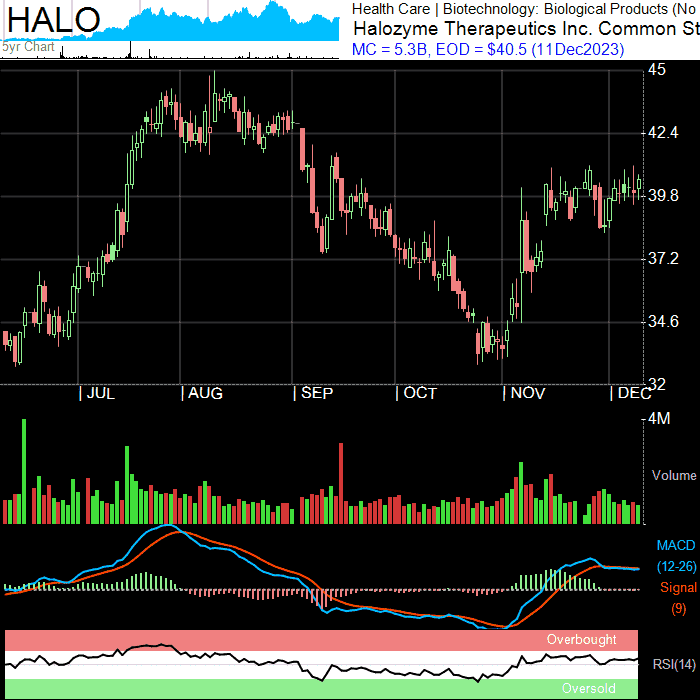 HALO
5yr Chart
Health Care | Biotechnology: Biological Products (No
Halozyme Therapeutics Inc. Common St
MC = 5.3B, EOD = $40.5 (11Dec2023)
45
42.4
39.8
37.2
34.6
32
| JUL | AUG | SEP | OCT | NOV | DEC
4M
Volume
MACD
(12-26)
Signal
(9)
Overbought
RSI(14)
Oversold